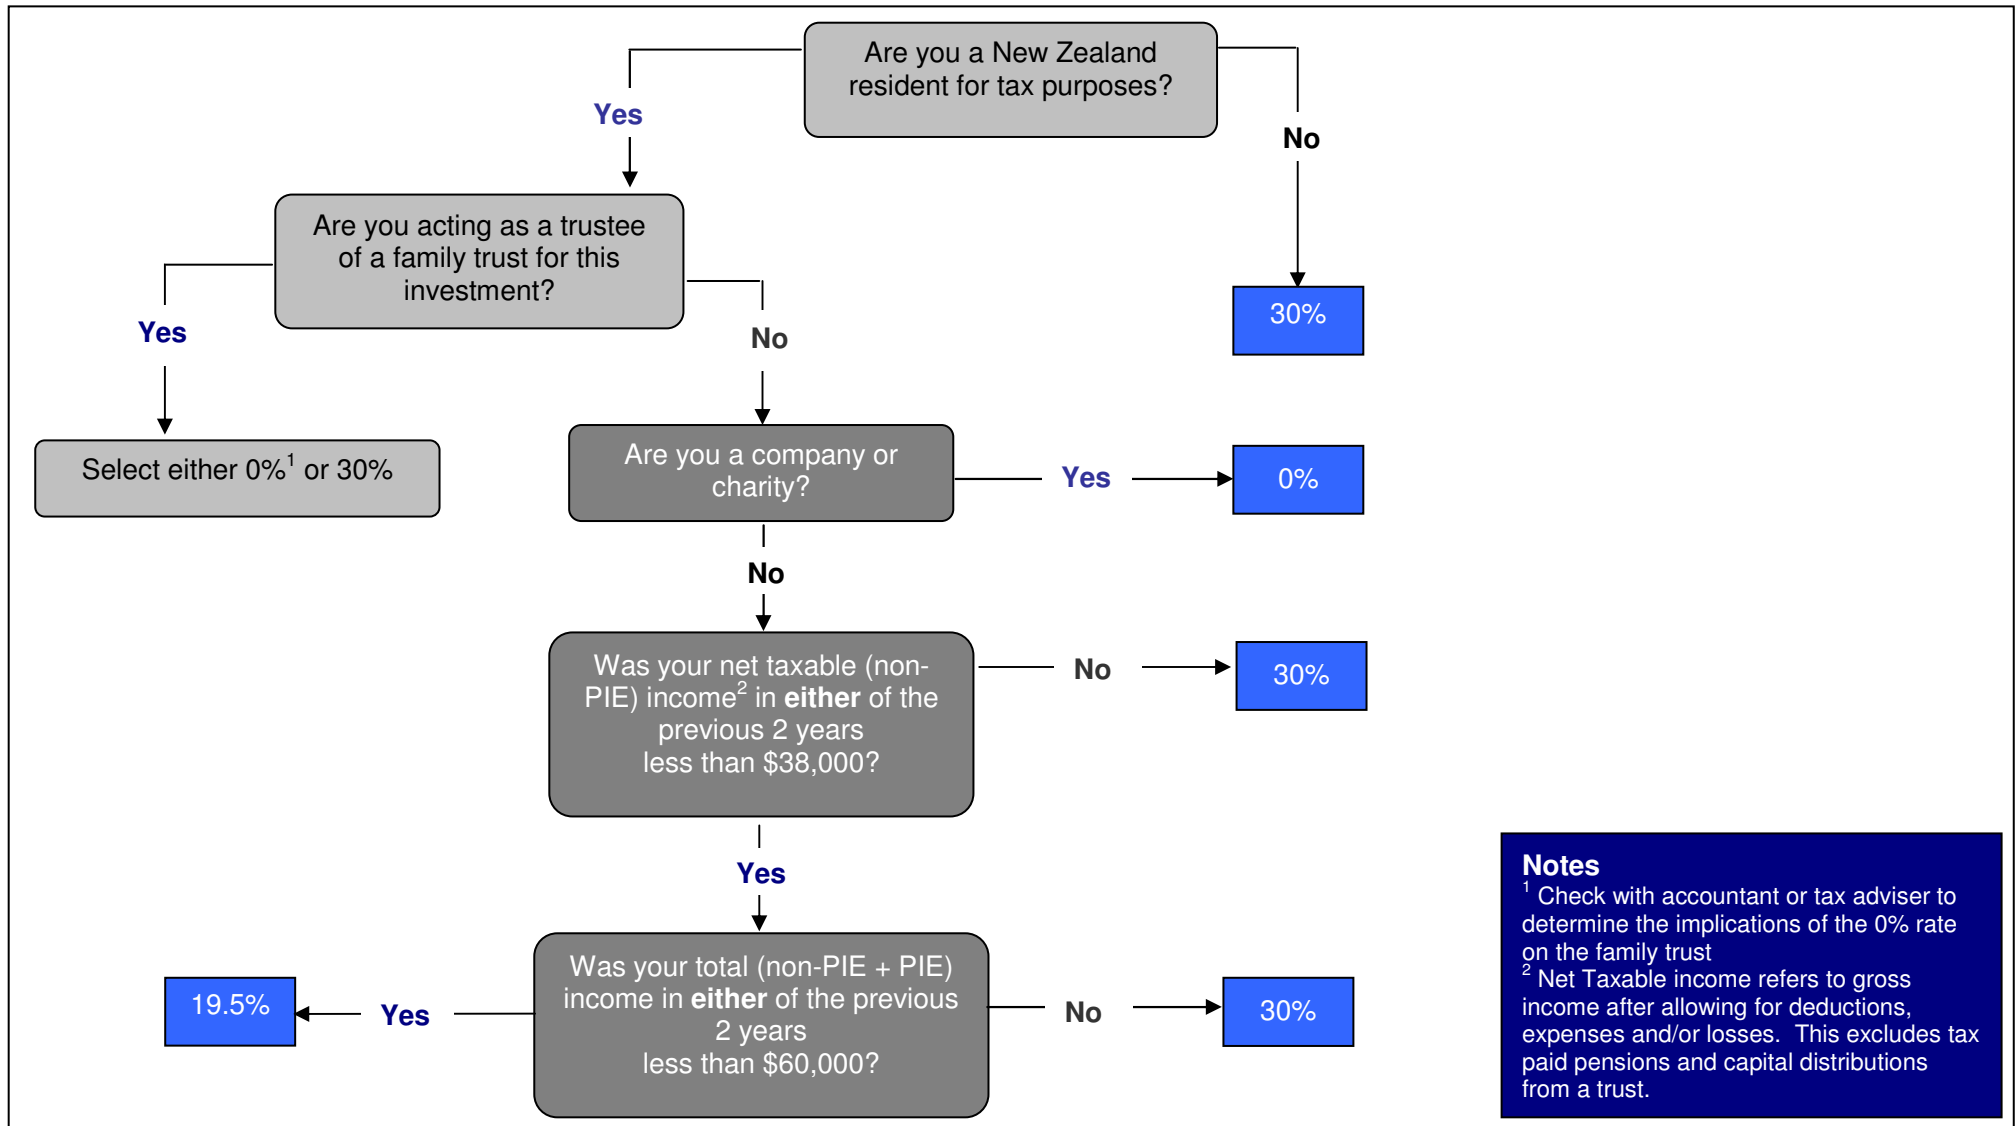 Are you a New Zealand
resident for tax purposes?
Yes
No
Are you acting as a trustee
of a family trust for this
investment?
30%
Yes
No
Select either 0%1 or 30%
Are you a company or
charity?
Yes
0%
No
Was your net taxable (non-
PIE) income2 in either of the
previous 2 years
less than $38,000?
No
30%
Yes
Was your total (non-PIE + PIE)
income in either of the previous
2 years
less than $60,000?
Yes
19.5%
No
30%
Notes
1 Check with accountant or tax adviser to
determine the implications of the 0% rate
on the family trust
2 Net Taxable income refers to gross
income after allowing for deductions,
expenses and/or losses.  This excludes tax
paid pensions and capital distributions
from a trust.